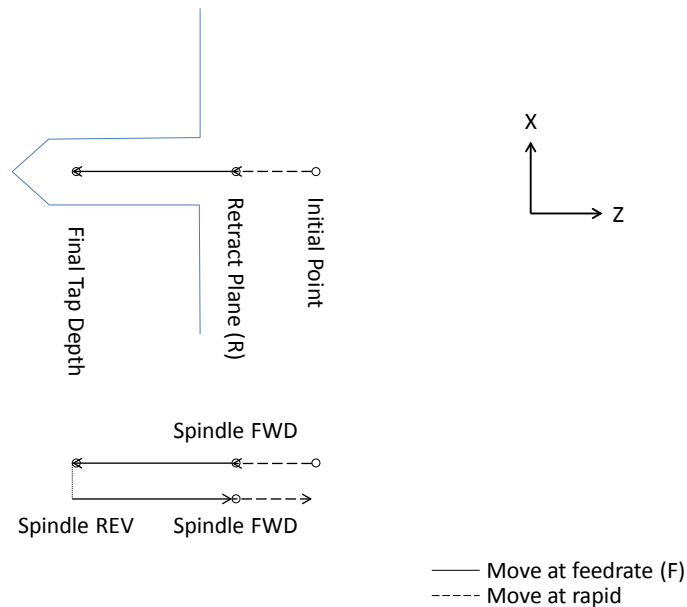 X
Z
Final Tap Depth
Retract Plane (R)
Initial Point
Spindle FWD
Spindle REV
Spindle FWD
Move at feedrate (F)
Move at rapid